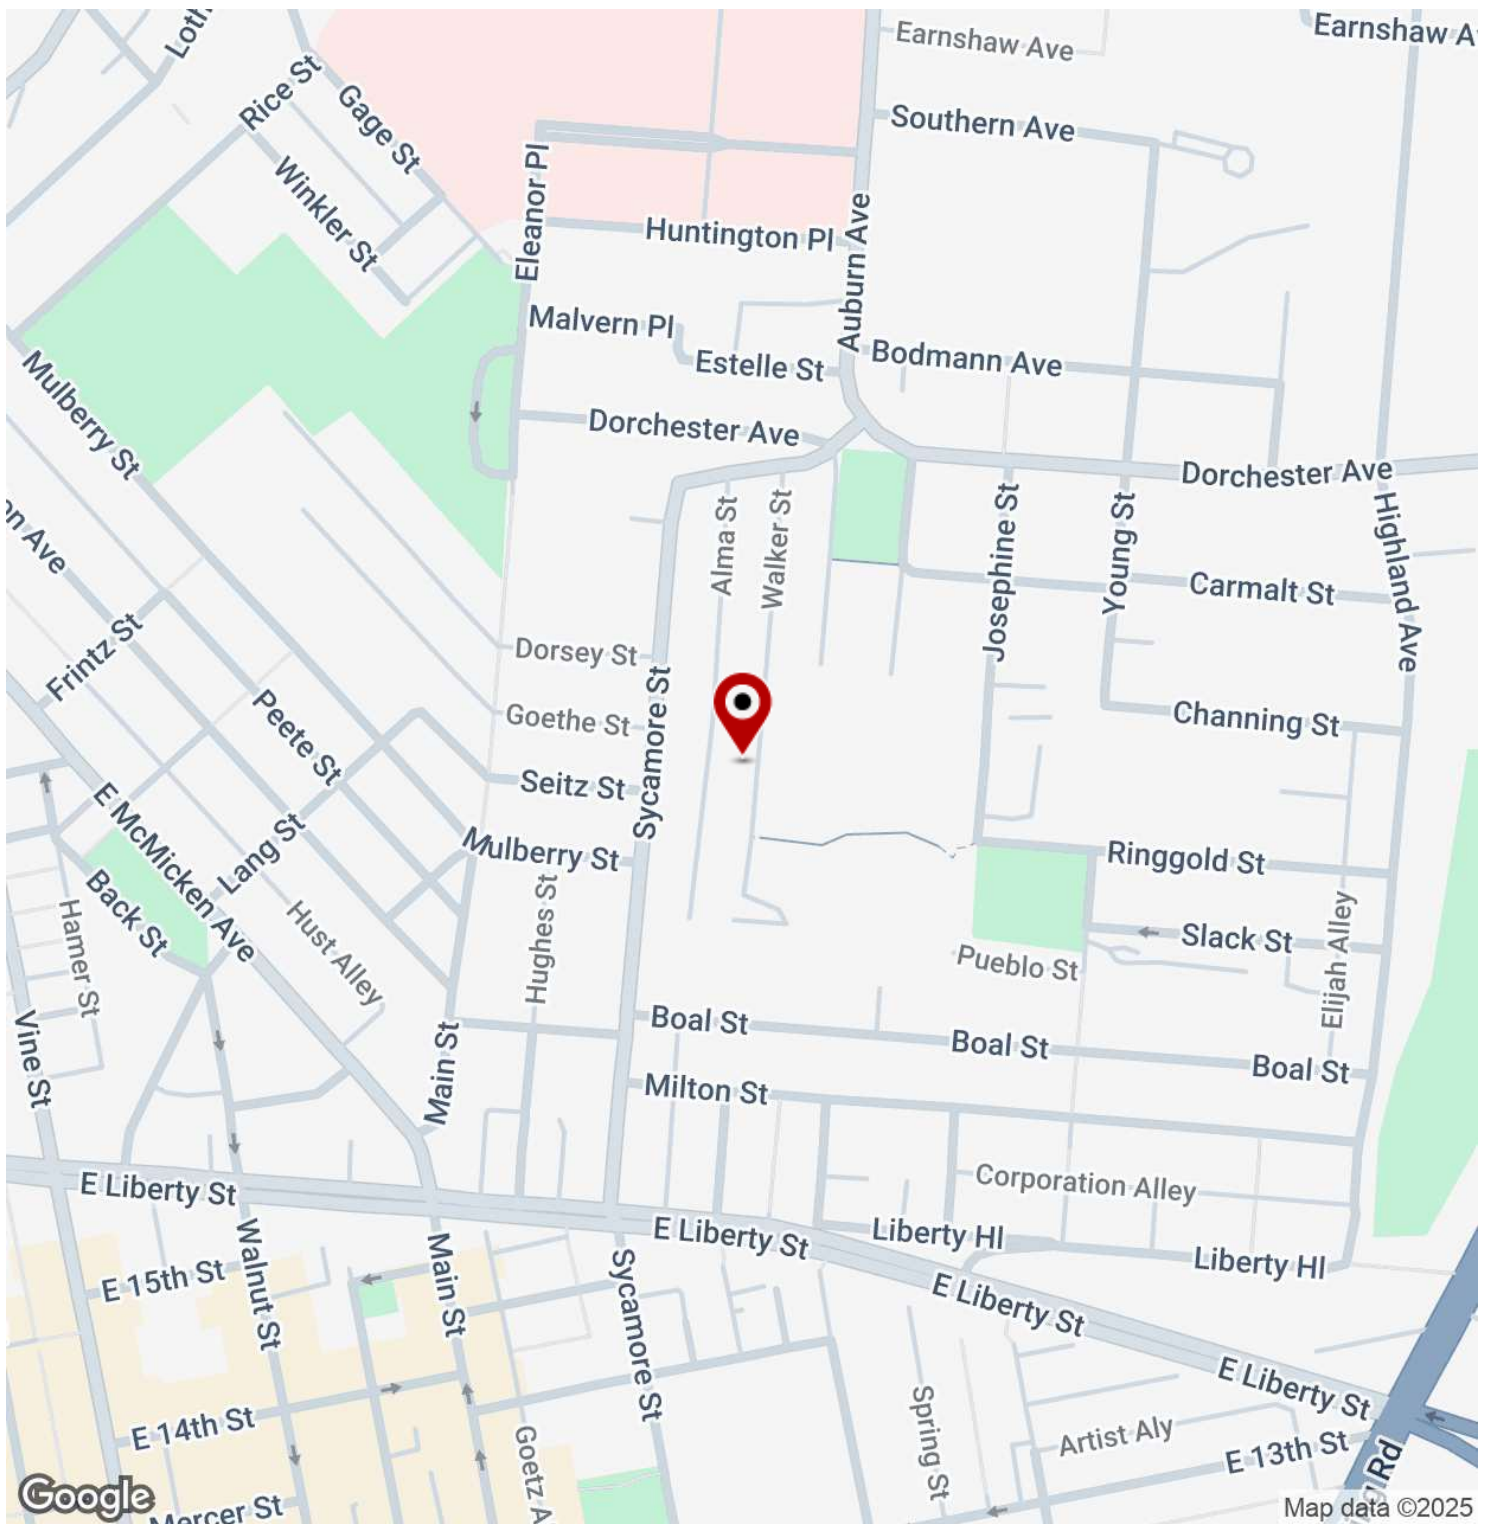 Earnshaw A
Earnshaw Ave
Loth
Rice St
Gage St
Southern Ave
Winkler St
Eleanor Pl
Huntington Pl
Auburn Ave
Malvern Pl
Estelle St
Bodmann Ave
Mulberry St
Dorchester Ave
Dorchester Ave
Highland Ave
on Ave
Alma St
Walker St
Josephine St
Young St
Carmalt St
Frintz St
Dorsey St
Peete St
Goethe St
Sycamore St
Channing St
Seitz St
E McMicken Ave
Lang St
Mulberry St
Ringgold St
Back St
Hamer St
Hust Alley
Hughes St
Slack St
Elijah Alley
Pueblo St
Vine St
Main St
Boal St
Boal St
Boal St
Milton St
E Liberty St
Corporation Alley
Walnut St
Main St
E Liberty St
Liberty Hl
Liberty Hl
E 15th St
Sycamore St
E Liberty St
E Liberty St
E 14th St
Goetz A
Spring St
Artist Aly
E 13th St
Rd
Google
Mercer St
Map data ©2025